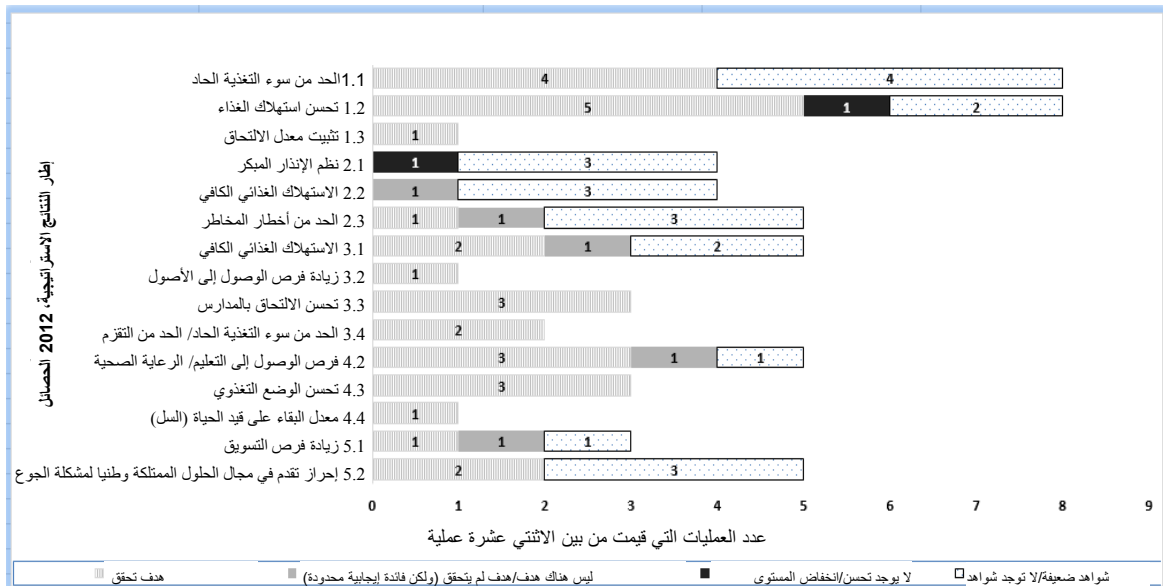 1.1الحد من سوء التغذية الحاد 4 4
1.2 تحسن استهلاك الغذاء 5 1 2
1.3 تثبيت معدل الالتحاق 1
2.1 نظم الإنذار المبكر 1 3
2.2 الاستهلاك الغذائي الكافي 1 3
2.3 الحد من أخطار المخاطر 1 1 3
3.1 الاستهلاك الغذائي الكافي 2 1 2
3.2 زيادة فرص الوصول إلى الأصول 1
3.3 تحسن الالتحاق بالمدارس 3
3.4 الحد من سوء التغذية الحاد/ الحد من التقزم 2
4.2 فرص الوصول إلى التعليم/ الرعاية الصحية 3 1 1
4.3 تحسن الوضع التغذوي 3
4.4 معدل البقاء على قيد الحياة (السل) 1
5.1 زيادة فرص التسويق 1 1 1
5.2 إحراز تقدم في مجال الحلول الممتلكة وطنيا لمشكلة الجوع 2 3
إطار النتائج الاستراتيجية، 2012 الحصائل
0 1 2 3 4 5 6 7 8 9
عدد العمليات التي قيمت من بين الاثنتي عشرة عملية
هدف تحقق
ليس هناك هدف/هدف لم يتحقق (ولكن فائدة إيجابية محدودة)
لا يوجد تحسن/انخفاض المستوى
شواهد ضعيفة/لا توجد شواهد